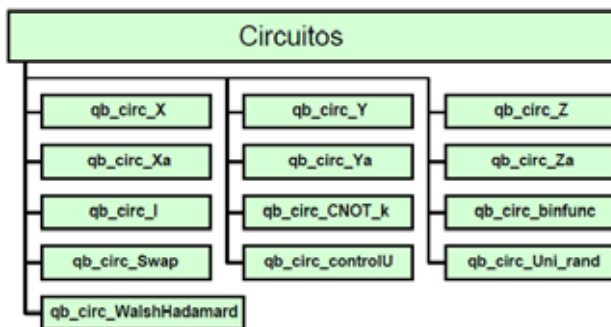 Circuitos
qb_circ_X
qb_circ_Y
qb_circ_Z
qb_circ_Xa
qb_circ_Ya
qb_circ_Za
qb_circ_I
qb_circ_CNOT_k
qb_circ_binfunc
qb_circ_Swap
qb_circ_controlU
qb_circ_Uni_rand
qb_circ_WalshHadamard